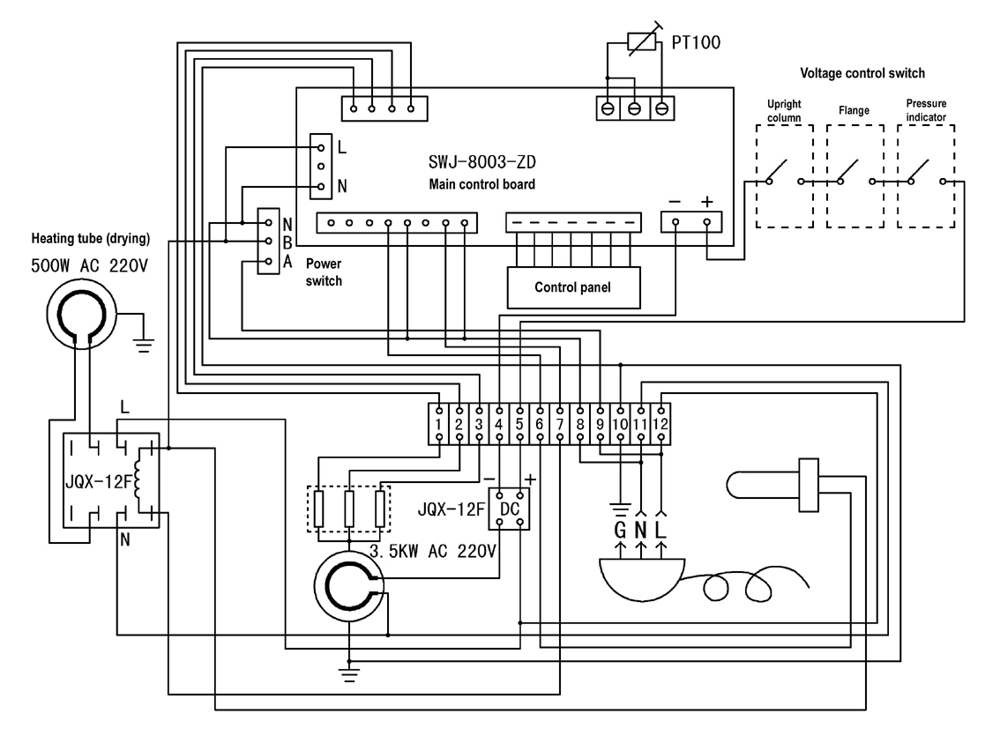 PT100
Voltage control switch
Upright
column
Flange
Pressure
indicator
L
N
SWJ-8003-ZD
Main control board
- +
N
B
A
Power
switch
Heating tube (drying)
500W AC 220V
Control panel
L
JQX-12F
N
1 2 3 4 5 6 7 8 9 10 11 12
- +
JQX-12F DC
3.5KW AC 220V
G N L